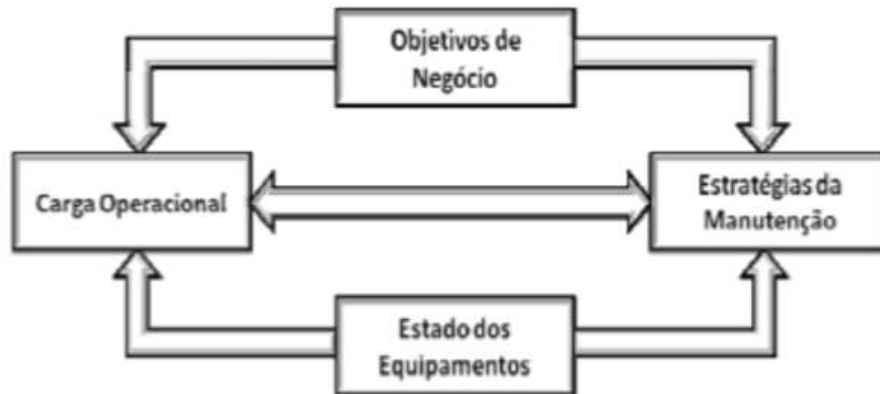 Objetivos de
Negócio
Carga Operacional
Estratégias da
Manutenção
Estado dos
Equipamentos